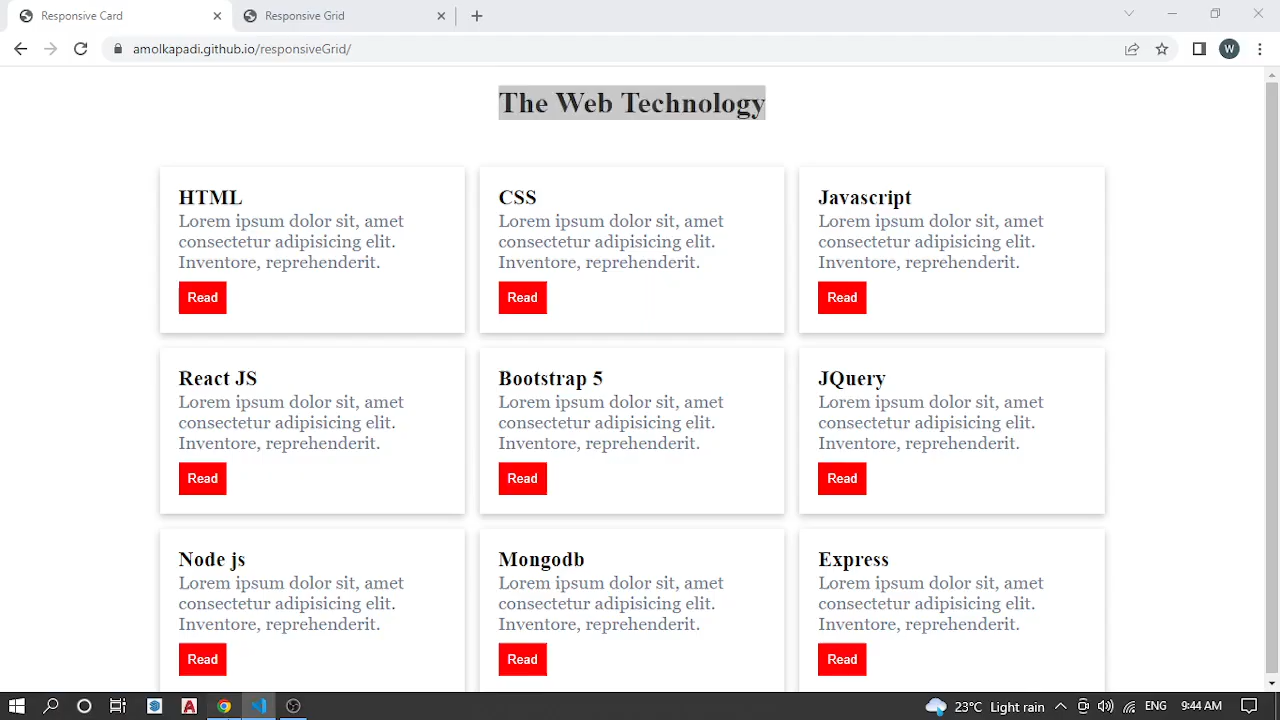 Responsive Card
Responsive Grid
amolkapadi.github.io/responsiveGrid/
W
The Web Technology
HTML
Lorem ipsum dolor sit, amet
consectetur adipisicing elit.
Inventore, reprehenderit.
Read
CSS
Lorem ipsum dolor sit, amet
consectetur adipisicing elit.
Inventore, reprehenderit.
Read
Javascript
Lorem ipsum dolor sit, amet
consectetur adipisicing elit.
Inventore, reprehenderit.
Read
React JS
Lorem ipsum dolor sit, amet
consectetur adipisicing elit.
Inventore, reprehenderit.
Read
Bootstrap 5
Lorem ipsum dolor sit, amet
consectetur adipisicing elit.
Inventore, reprehenderit.
Read
JQuery
Lorem ipsum dolor sit, amet
consectetur adipisicing elit.
Inventore, reprehenderit.
Read
Node js
Lorem ipsum dolor sit, amet
consectetur adipisicing elit.
Inventore, reprehenderit.
Read
Mongodb
Lorem ipsum dolor sit, amet
consectetur adipisicing elit.
Inventore, reprehenderit.
Read
Express
Lorem ipsum dolor sit, amet
consectetur adipisicing elit.
Inventore, reprehenderit.
Read
23°C Light rain
ENG
9:44 AM